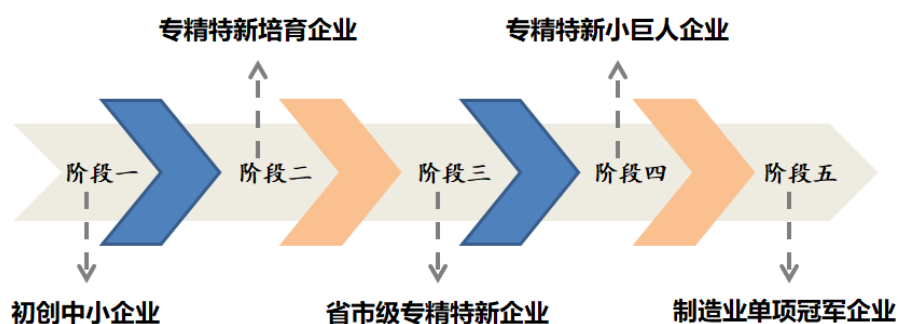 专精特新培育企业
专精特新小巨人企业
阶段一
阶段二
阶段三
阶段四
阶段五
初创中小企业
省市级专精特新企业
制造业单项冠军企业